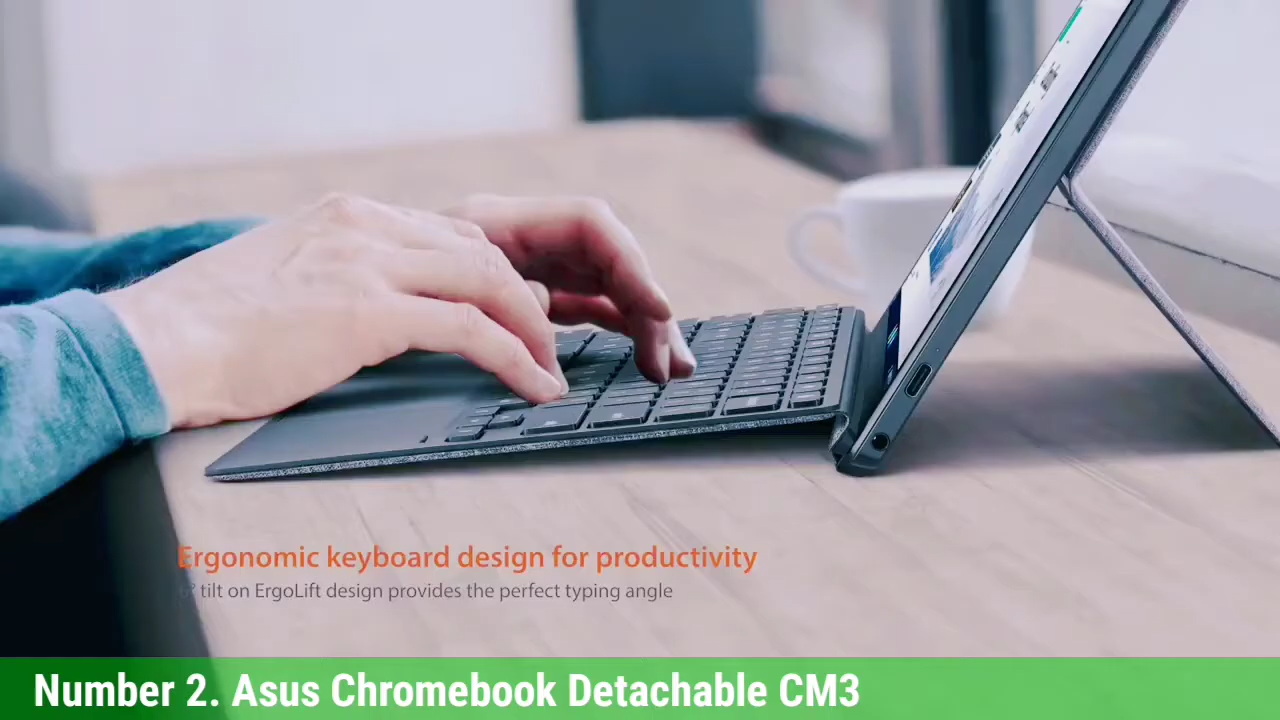 Ergonomic keyboard design for productivity
tilt on ErgoLift design provides the perfect typing angle
Number 2. Asus Chromebook Detachable CM3